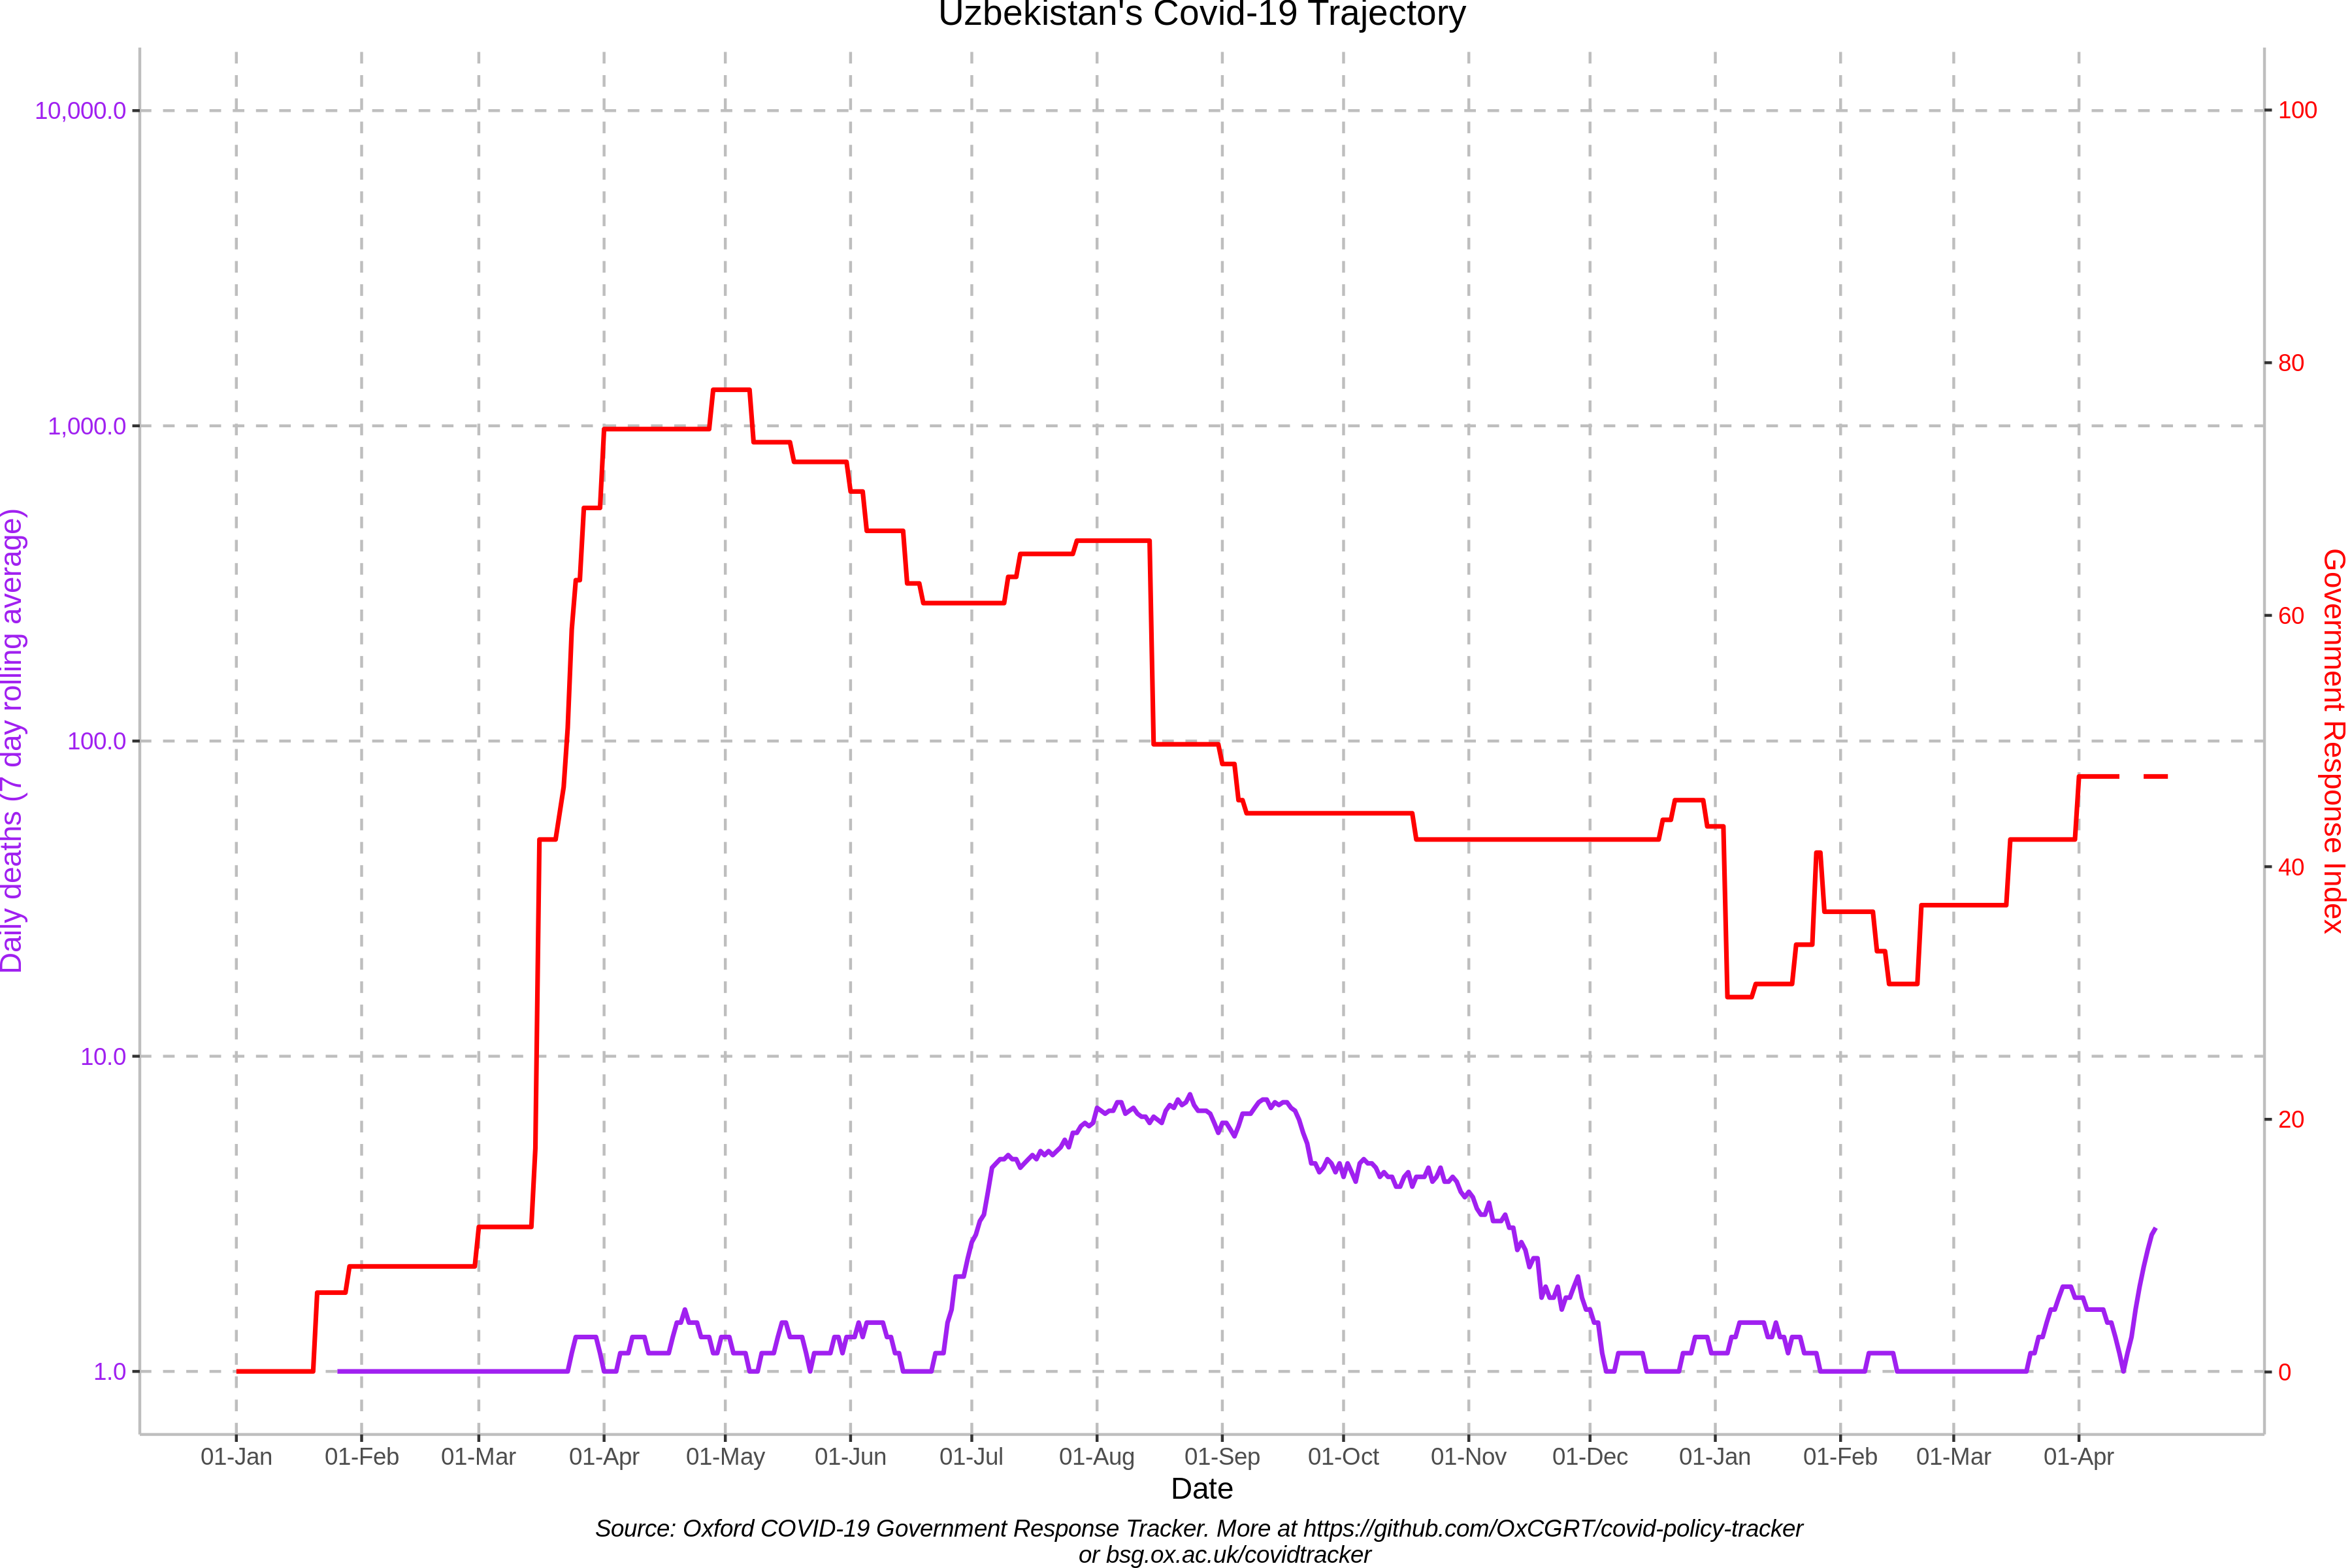 Uzbekistan's Covid-19 Trajectory
10,000.0
1,000.0
100.0
10.0
1.0
Daily deaths (7 day rolling average)
100
80
60
40
20
0
Government Response Index
01-Jan 01-Feb 01-Mar 01-Apr 01-May 01-Jun 01-Jul 01-Aug 01-Sep 01-Oct 01-Nov 01-Dec 01-Jan 01-Feb 01-Mar 01-Apr
Date
Source: Oxford COVID-19 Government Response Tracker. More at https://github.com/OxCGRT/covid-policy-tracker
or bsg.ox.ac.uk/covidtracker